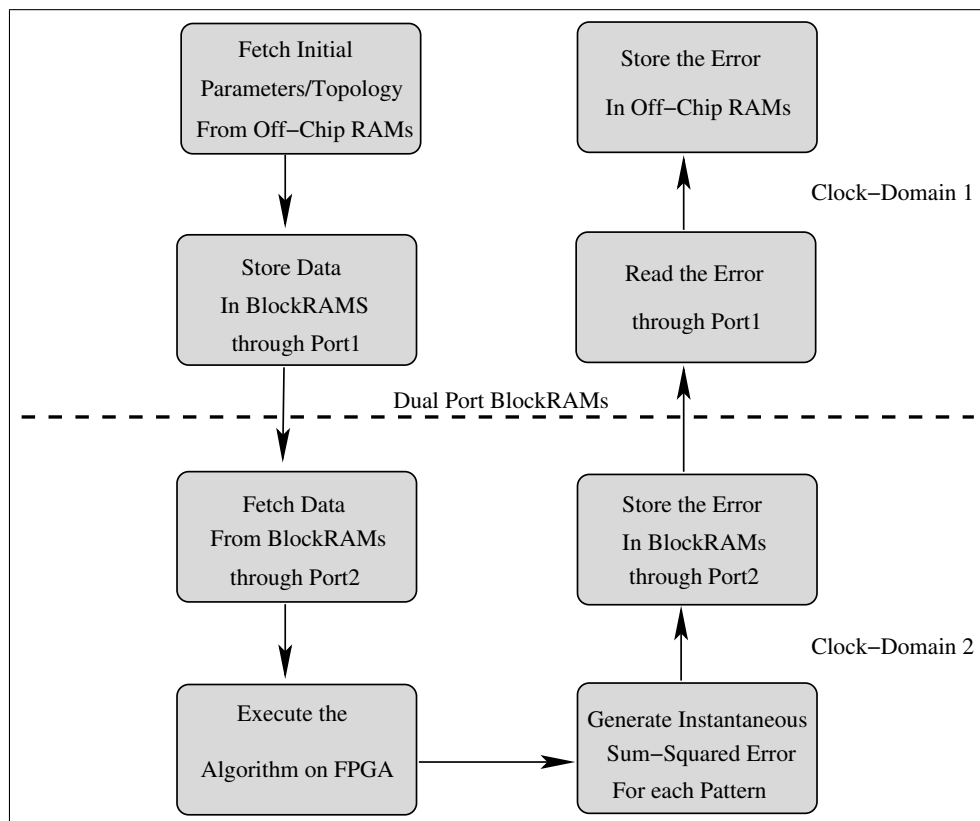 Fetch Initial
Parameters/Topology
From Off−Chip RAMs
Store Data
In BlockRAMS
through Port1
Dual Port BlockRAMs
Fetch Data
From BlockRAMs
through Port2
Execute the
Algorithm on FPGA
Generate Instantaneous
Sum−Squared Error
For each Pattern
Clock−Domain 2
Store the Error
In BlockRAMs
through Port2
Read the Error
through Port1
Clock−Domain 1
Store the Error
In Off−Chip RAMs